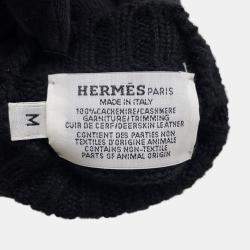 HERMÈS PARIS
MADE IN ITALY
100%CACHEMIRE/CASHMERE
GARNITURE/TRIMMING
CUIR DE CERF/DEERSKIN LEATHER
CONTIENT DES PARTIES NON
TEXTILES D'ORIGINE ANIMALE
CONTAINS NON-TEXTILE
PARTS OF ANIMAL ORIGIN
M